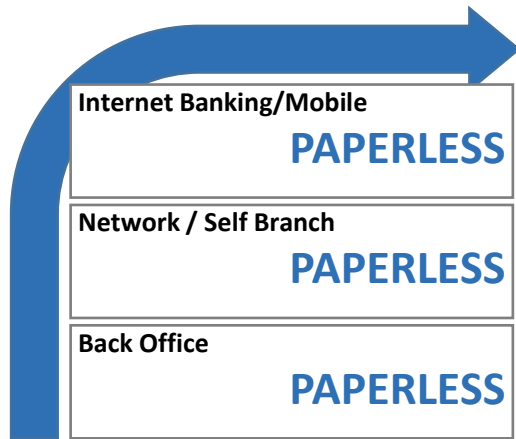 Internet Banking/Mobile
PAPERLESS
Network / Self Branch
PAPERLESS
Back Office
PAPERLESS